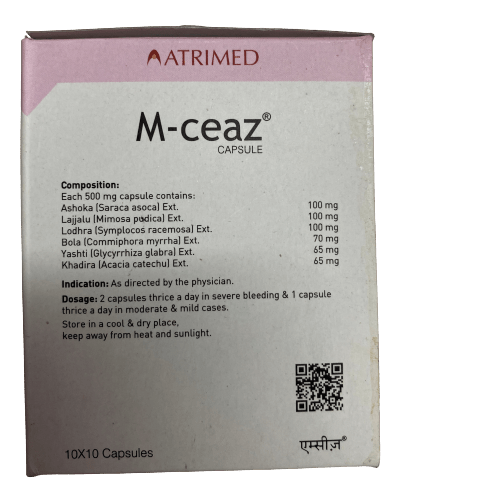 ATRIMED
M-ceaz®
CAPSULE
Composition:
Each 500 mg capsule contains:
Ashoka (Saraca asoca) Ext. 100 mg
Lajjalu (Mimosa pudica) Ext. 100 mg
Lodhra (Symplocos racemosa) Ext. 100 mg
Bola (Commiphora myrrha) Ext. 70 mg
Yashti (Glycyrrhiza glabra) Ext. 65 mg
Khadira (Acacia catechu) Ext. 65 mg
Indication: As directed by the physician.
Dosage: 2 capsules thrice a day in severe bleeding & 1 capsule
thrice a day in moderate & mild cases.
Store in a cool & dry place,
keep away from heat and sunlight.
10X10 Capsules
एम्सीज़®